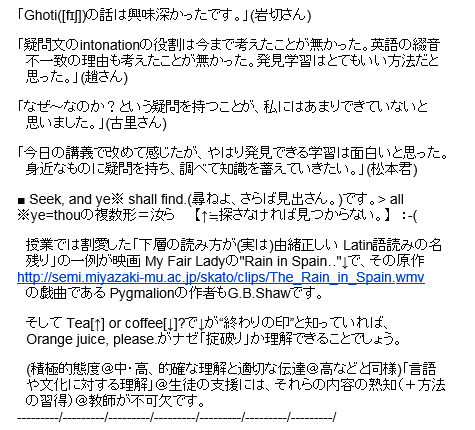 「Ghoti([fɪʃ])の話は興味深かったです。」(岩切さん)
「疑問文のintonationの役割は今まで考えたことが無かった。英語の綴音
不一致の理由も考えたことが無かった。発見学習はとてもいい方法だと
思った。」(趙さん)
「なぜ～なのか？という疑問を持つことが、私にはあまりできていないと
思いました。」(古里さん)
「今日の講義で改めて感じたが、やはり発見できる学習は面白いと思った。
身近なものに疑問を持ち、調べて知識を蓄えていきたい。」(松本君)
■ Seek, and ye※ shall find.(尋ねよ、さらば見出さん。)です。> all
※ye=thouの複数形＝汝ら　【↑≒探さなければ見つからない。】 :-(
授業では割愛した「下層の読み方が(実は)由緒正しい Latin語読みの名
残り」の一例が映画 My Fair Ladyの"Rain in Spain.."↓で、その原作
http://semi.miyazaki-mu.ac.jp/skato/clips/The_Rain_in_Spain.wmv
の戯曲である Pygmalionの作者もG.B.Shawです。
そして Tea[↑] or coffee[↓]?で↓が“終わりの印”と知っていれば、
Orange juice, please.がナゼ「掟破り」か理解できることでしょう。
(積極的態度＠中・高、的確な理解と適切な伝達＠高などと同様)「言語
や文化に対する理解」＠生徒の支援には、それらの内容の熟知(＋方法
の習得)＠教師が不可欠です。
---------/---------/---------/---------/---------/---------/---------/